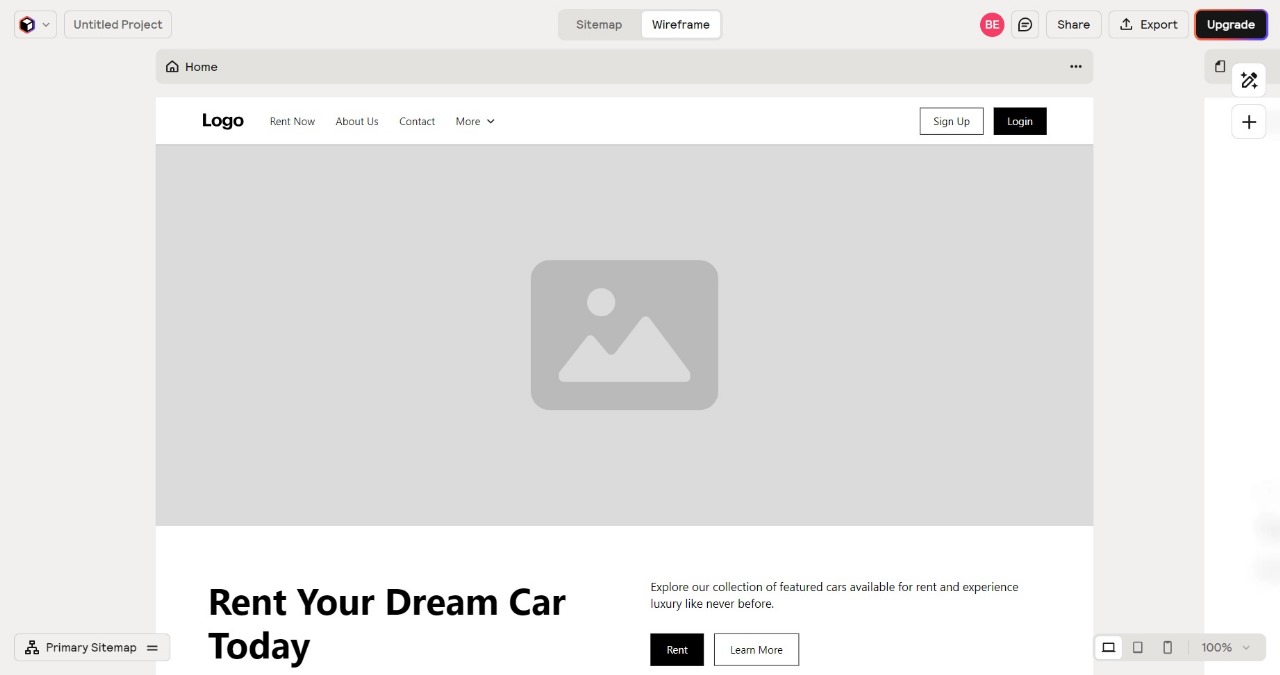 Untitled Project
Sitemap
Wireframe
BE
Share
Export
Upgrade
Home
Logo
Rent Now
About Us
Contact
More
Sign Up
Login
Rent Your Dream Car
Today
Explore our collection of featured cars available for rent and experience
luxury like never before.
Rent
Learn More
Primary Sitemap
100%